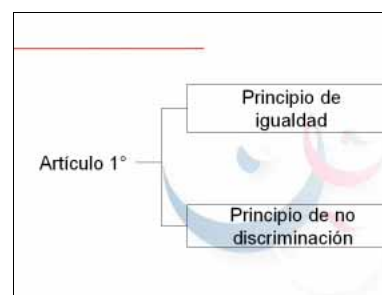 Principio de
igualdad
Artículo 1°
Principio de no
discriminación